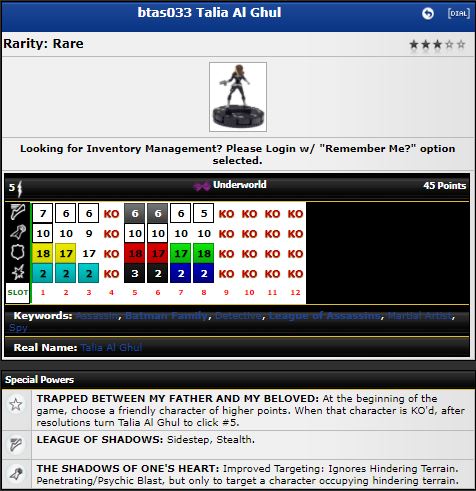 btas033 Talia Al Ghul [DIAL]
Rarity: Rare
Looking for Inventory Management? Please Login w/ "Remember Me?" option
selected.
5 Underworld 45 Points
7 6 6 KO 6 6 6 5 KO KO KO KO
10 10 9 KO 10 10 10 10 KO KO KO KO
18 17 17 KO 18 17 17 18 KO KO KO KO
2 2 2 KO 3 2 2 2 KO KO KO KO
SLOT 1 2 3 4 5 6 7 8 9 10 11 12
Keywords: Assassin, Batman Family, Detective, League of Assassins, Martial Artist,
Spy
Real Name: Talia Al Ghul
Special Powers
TRAPPED BETWEEN MY FATHER AND MY BELOVED: At the beginning of the
game, choose a friendly character of higher points. When that character is KO'd, after
resolutions turn Talia Al Ghul to click #5.
LEAGUE OF SHADOWS: Sidestep, Stealth.
THE SHADOWS OF ONE'S HEART: Improved Targeting: Ignores Hindering Terrain.
Penetrating/Psychic Blast, but only to target a character occupying hindering terrain.